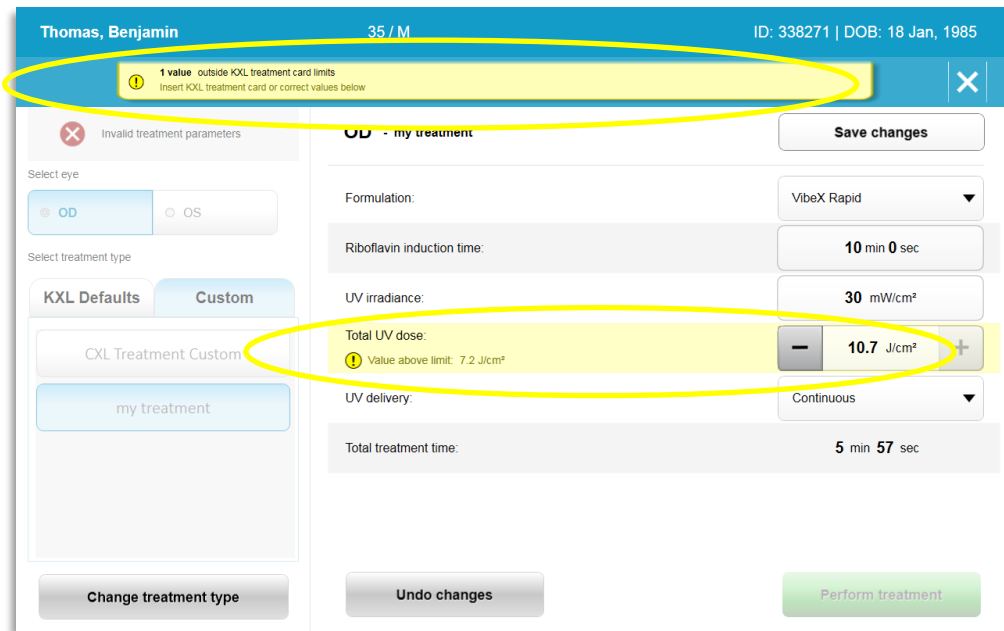 Thomas, Benjamin 35 / M ID: 338271 | DOB: 18 Jan, 1985
1 value outside KXL treatment card limits
Insert KXL treatment card or correct values below
Invalid treatment parameters
OD - my treatment
Save changes
Select eye
OD OS
Select treatment type
KXL Defaults Custom
CXL Treatment Custom
my treatment
Change treatment type
Formulation: VibeX Rapid
Riboflavin induction time: 10 min 0 sec
UV irradiance: 30 mW/cm²
Total UV dose: 10.7 J/cm²
Value above limit: 7.2 J/cm²
UV delivery: Continuous
Total treatment time: 5 min 57 sec
Undo changes
Perform treatment